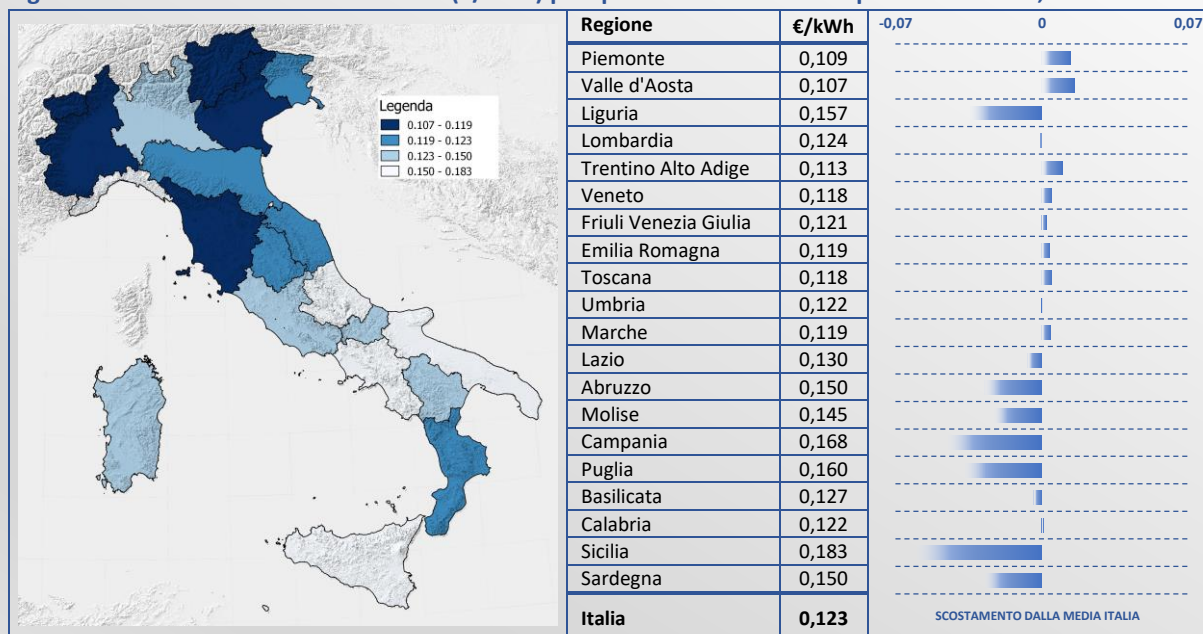 (
)
Legenda
0.107 - 0.119
0.119 - 0.123
0.123 - 0.150
0.150 - 0.183
Regione €/kWh
Piemonte 0,109
Valle d'Aosta 0,107
Liguria 0,157
Lombardia 0,124
Trentino Alto Adige 0,113
Veneto 0,118
Friuli Venezia Giulia 0,121
Emilia Romagna 0,119
Toscana 0,118
Umbria 0,122
Marche 0,119
Lazio 0,130
Abruzzo 0,150
Molise 0,145
Campania 0,168
Puglia 0,160
Basilicata 0,127
Calabria 0,122
Sicilia 0,183
Sardegna 0,150
Italia 0,123
-0,07 0 0,07
SCOSTAMENTO DALLA MEDIA ITALIA